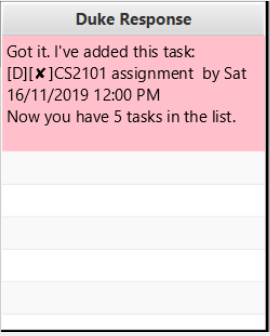 Duke Response
Got it. I've added this task:
[D][✘]CS2101 assignment  by Sat
16/11/2019 12:00 PM
Now you have 5 tasks in the list.